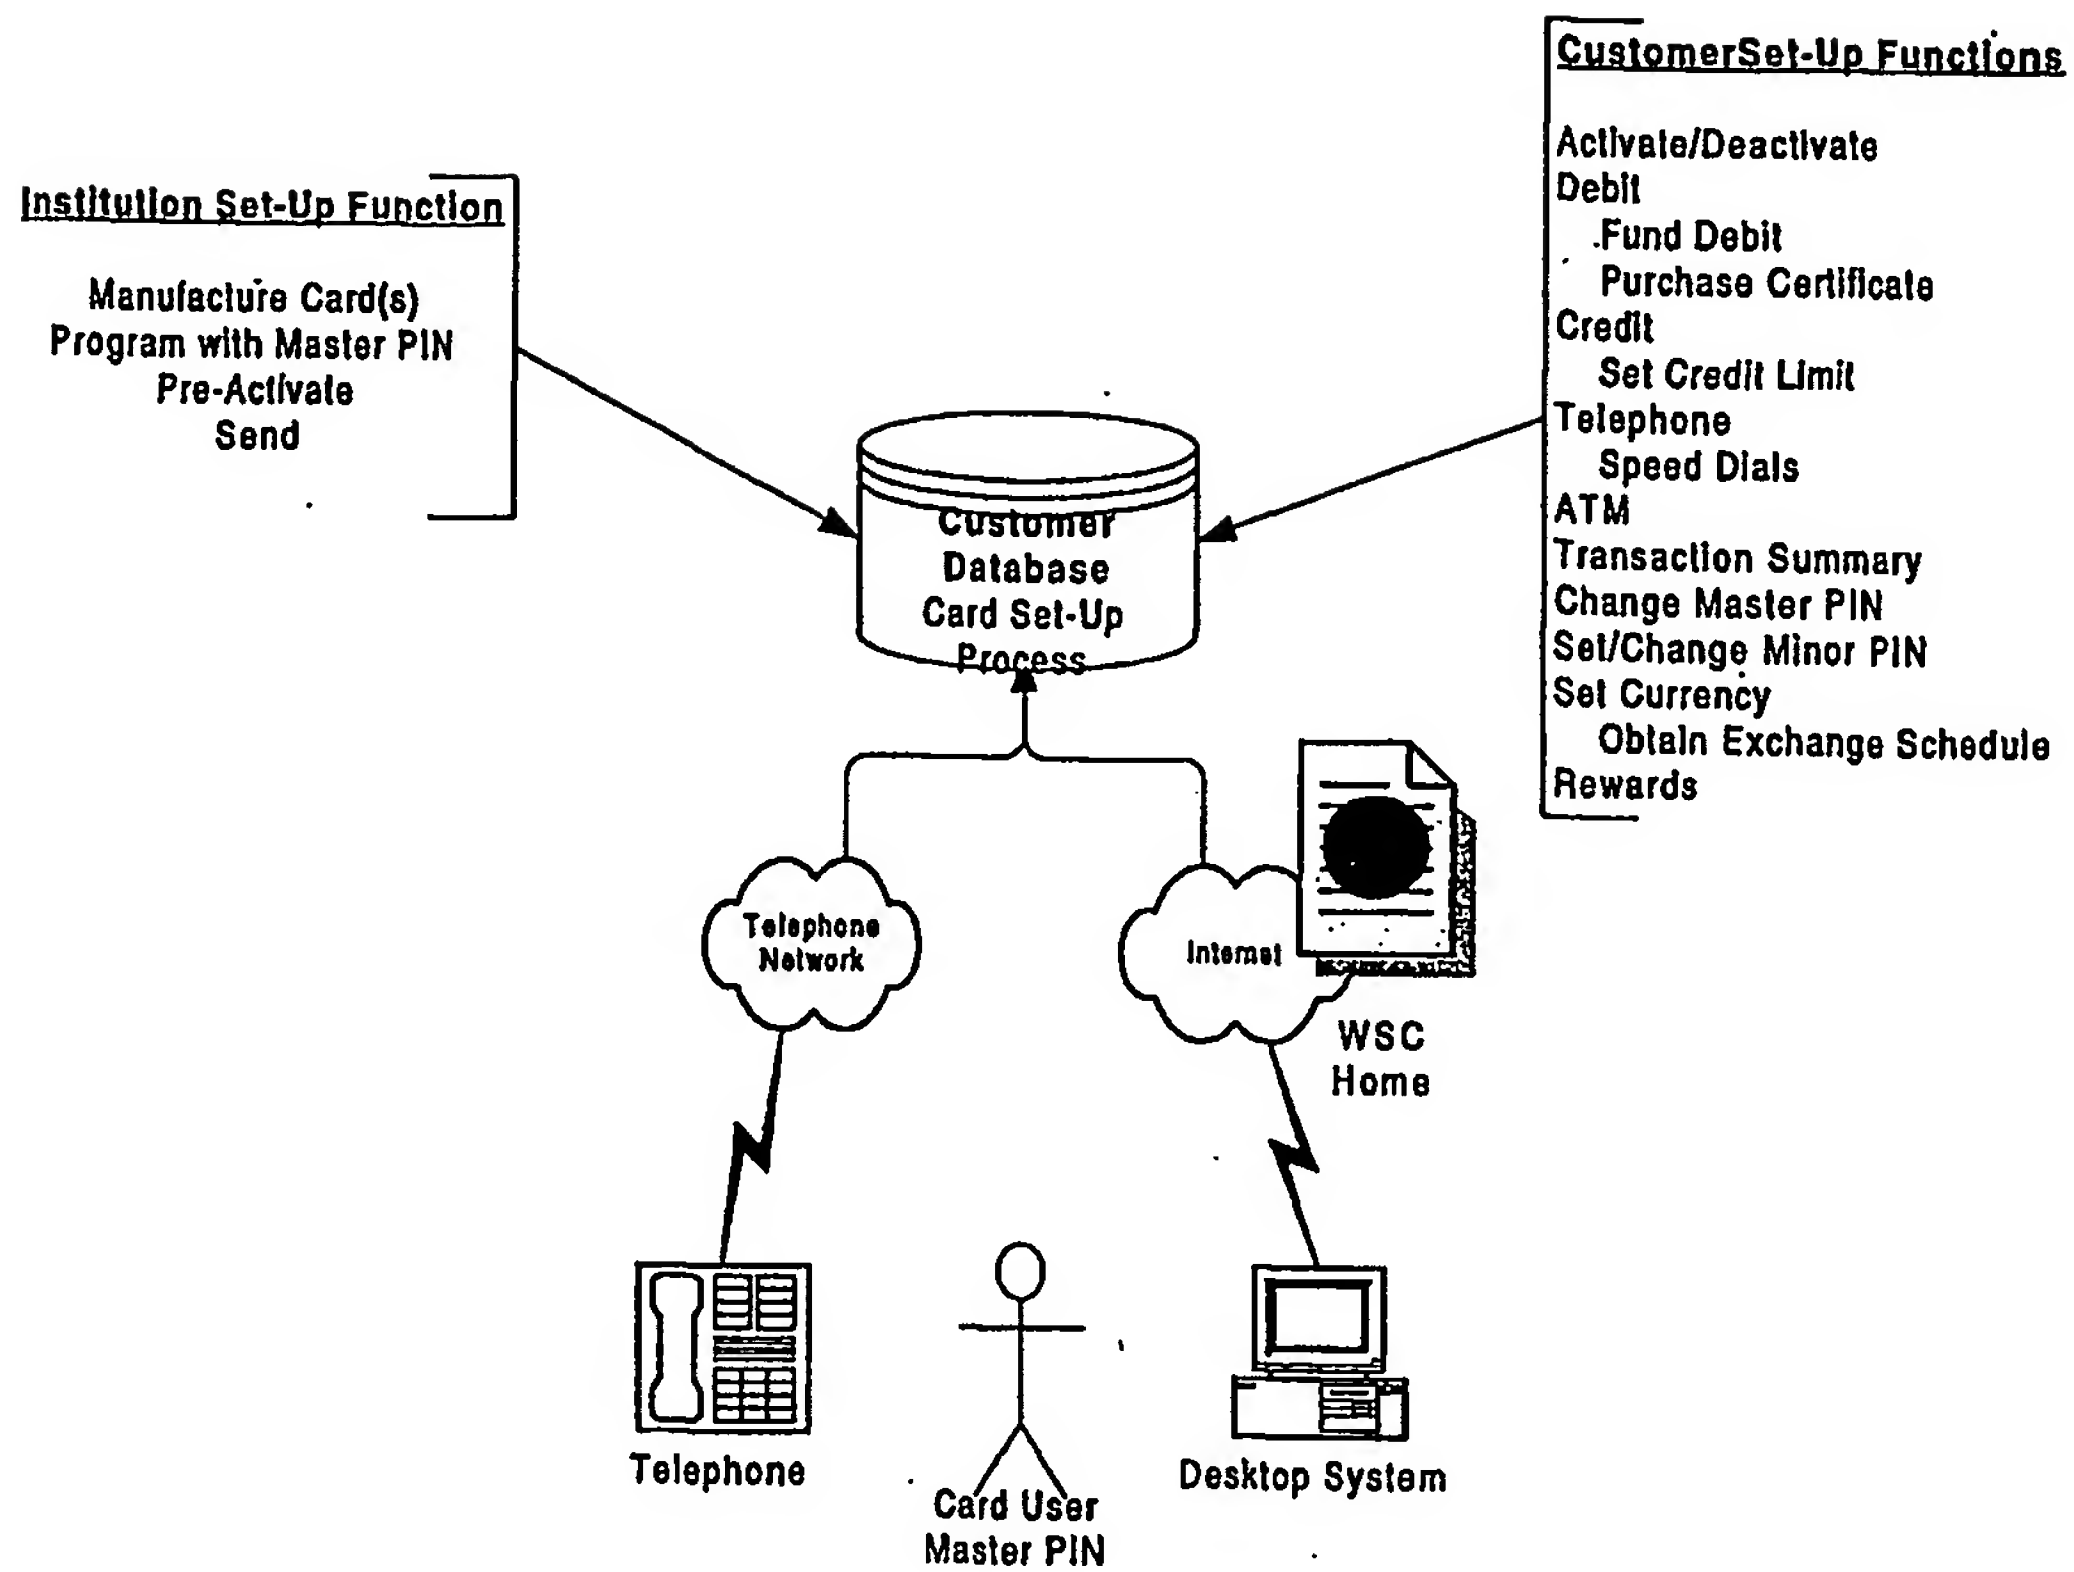 CustomerSet-Up Functions
Activate/Deactivate
Debit
Fund Debit
Purchase Certificate
Credit
Set Credit Limit
Telephone
Speed Dials
ATM
Transaction Summary
Change Master PIN
Set/Change Minor PIN
Set Currency
Obtain Exchange Schedule
Rewards
Institution Set-Up Function
Manufacture Card(s)
Program with Master PIN
Pre-Activate
Send
Customer
Database
Card Set-Up
Process
Telephone
Network
Internet
WSC
Home
Telephone
Card User
Master PIN
Desktop System